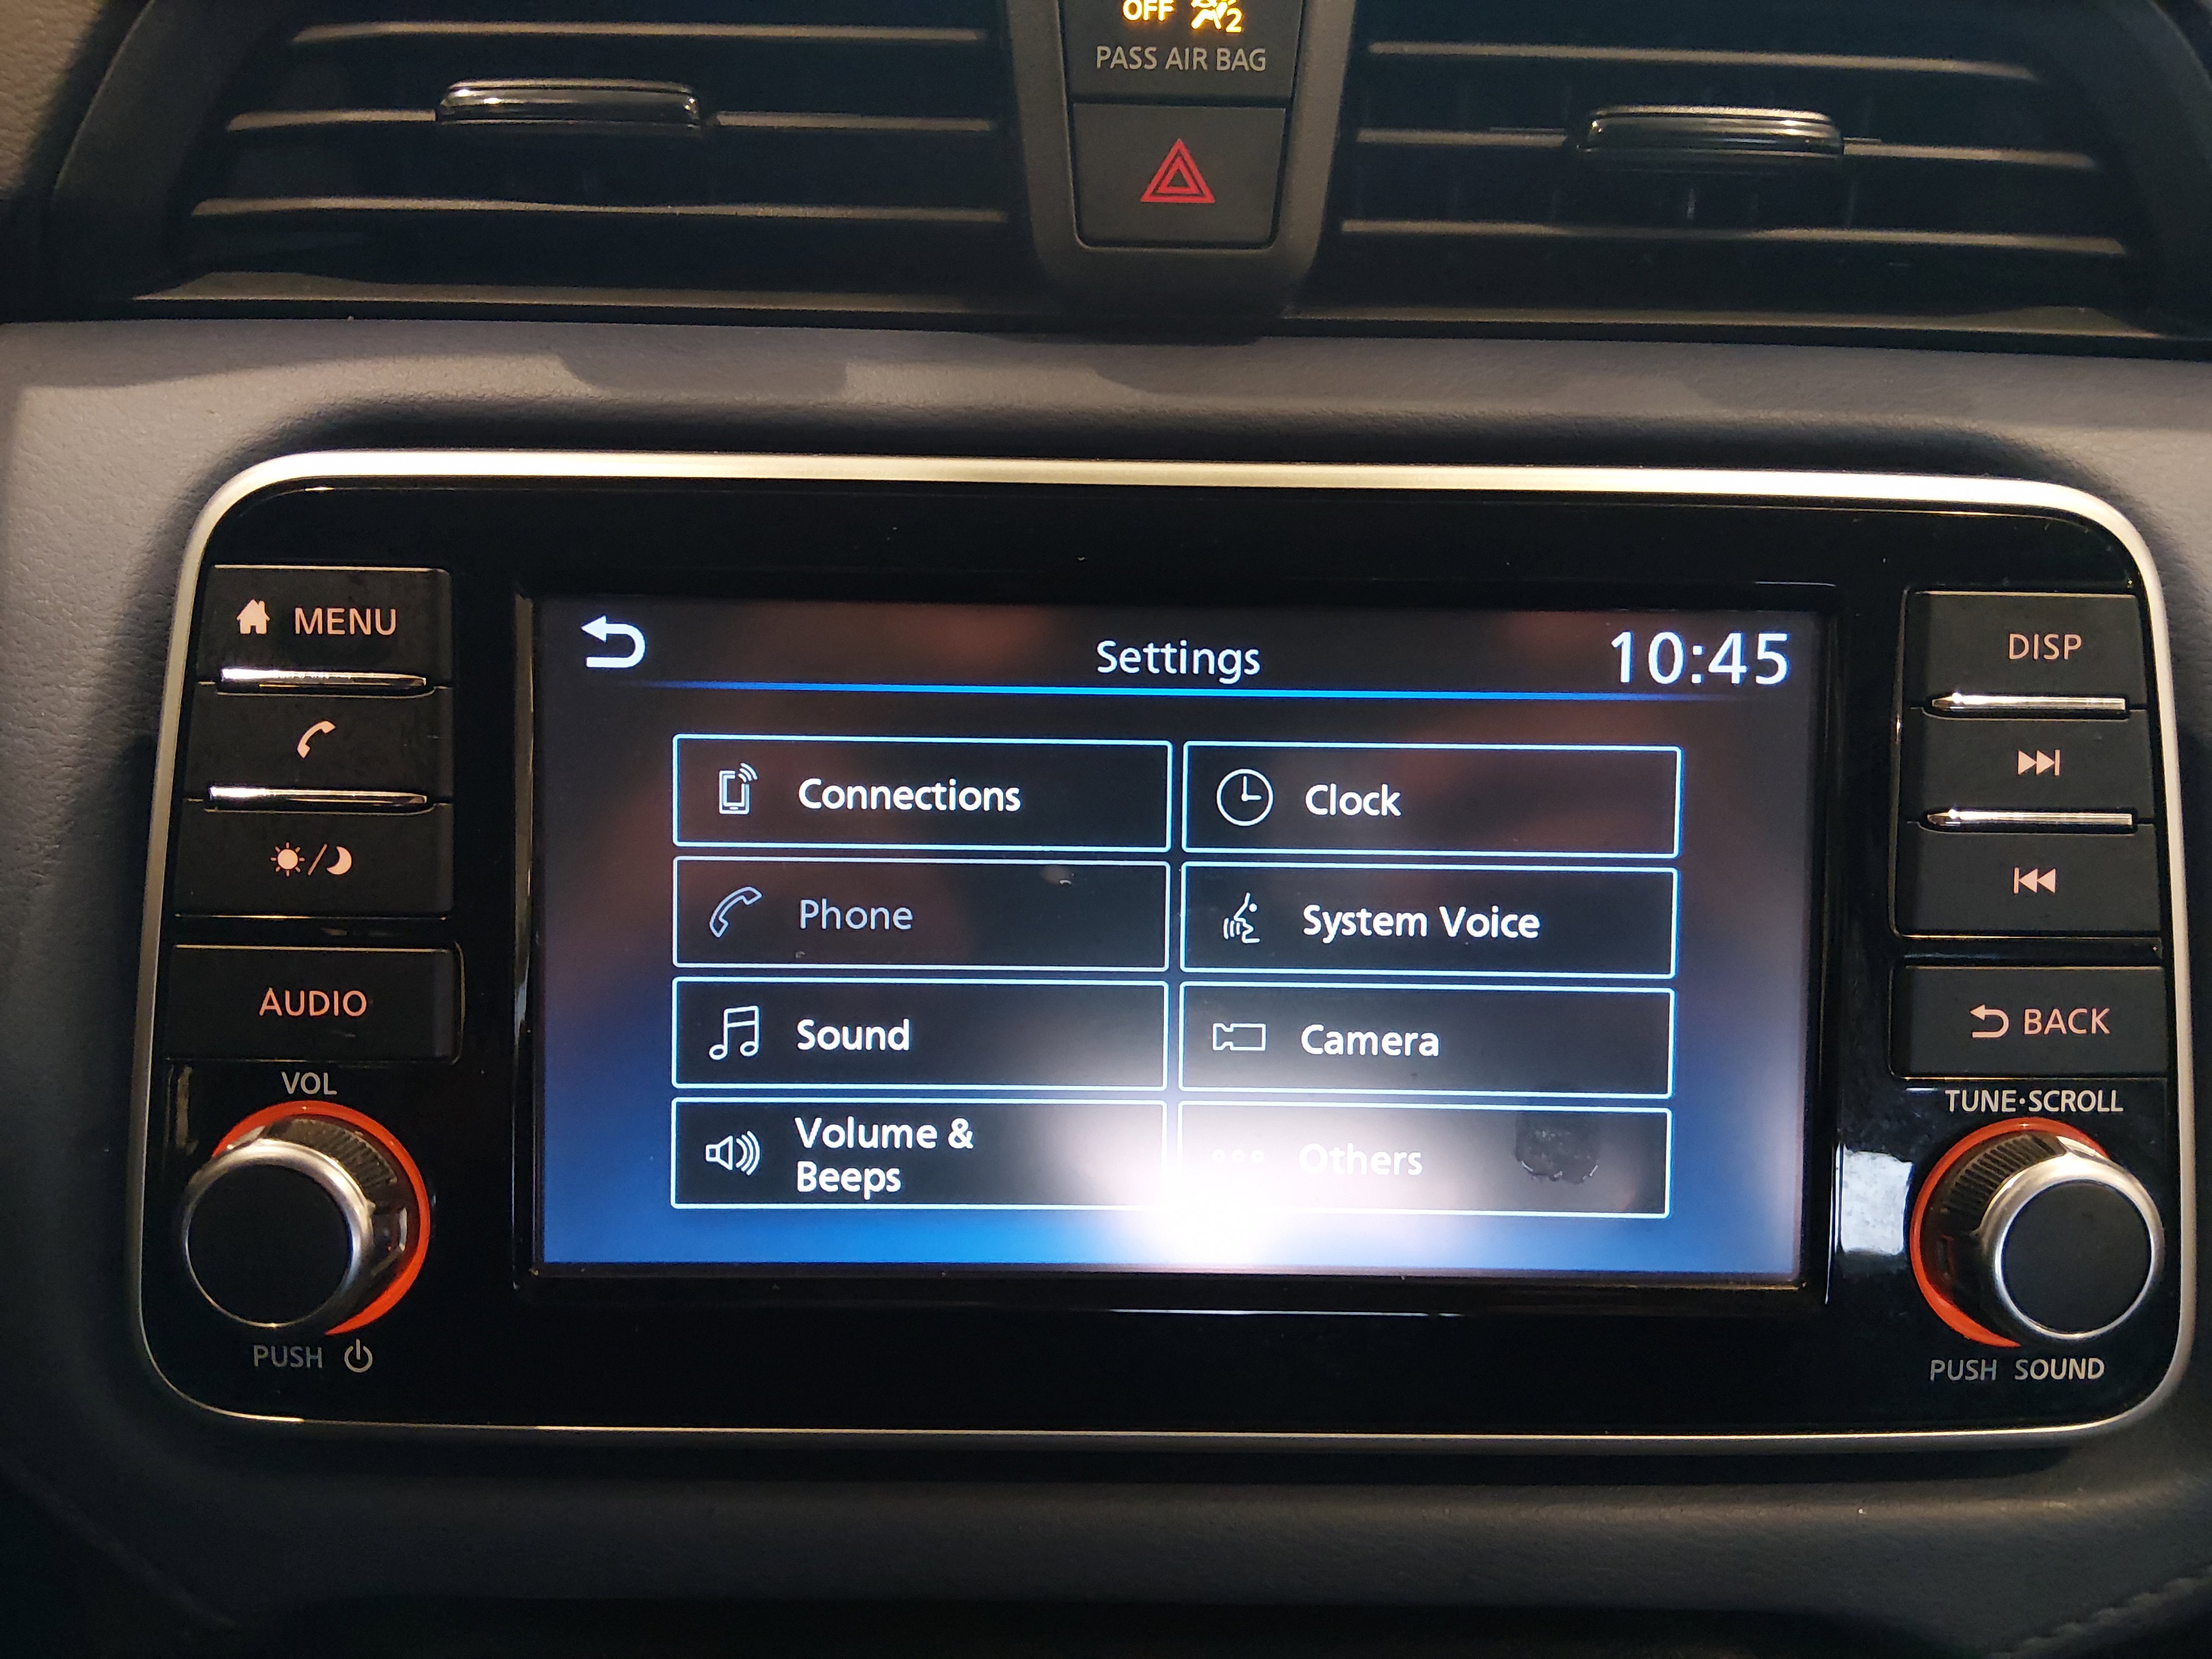 OFF 2
PASS AIR BAG
MENU
AUDIO
VOL
PUSH
Settings
10:45
Connections
Clock
Phone
System Voice
Sound
Camera
Volume &
Beeps
Others
DISP
BACK
TUNE·SCROLL
PUSH SOUND